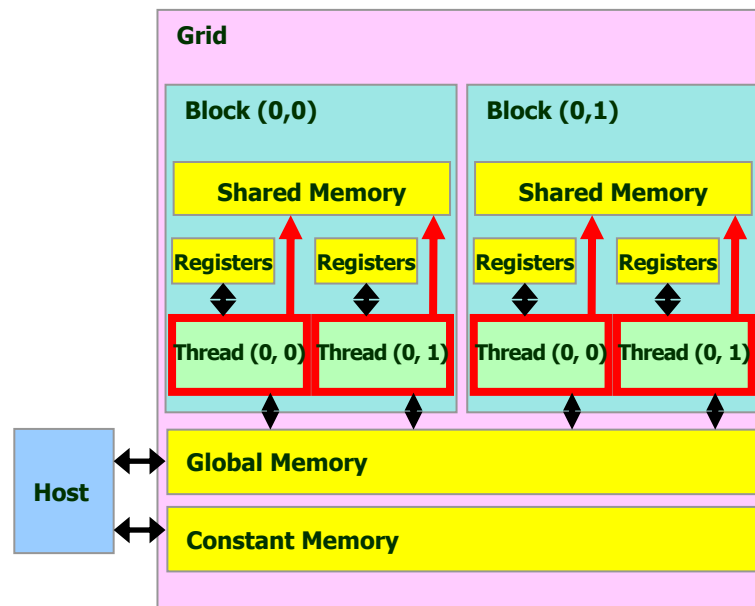 Grid
Block (0,0)
Block (0,1)
Shared Memory
Shared Memory
Registers
Registers
Registers
Registers
Thread (0, 0)
Thread (0, 1)
Thread (0, 0)
Thread (0, 1)
Global Memory
Host
Constant Memory